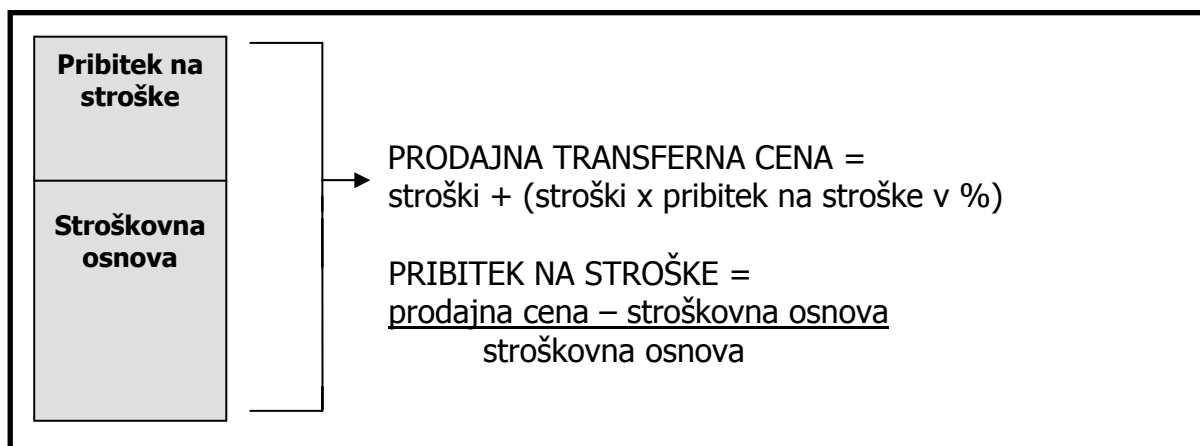 Pribitek na
stroške
Stroškovna
osnova
PRODAJNA TRANSFERNA CENA =
stroški + (stroški x pribitek na stroške v %)
PRIBITEK NA STROŠKE =
prodajna cena – stroškovna osnova
stroškovna osnova